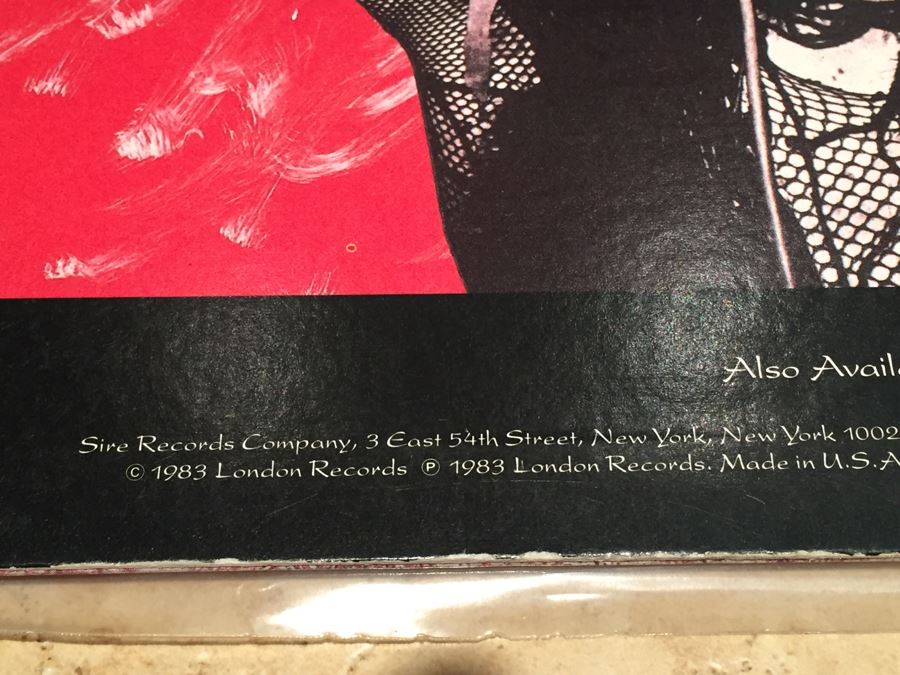 Also Availa
Sire Records Company, 3 East 54th Street, New York, New York 1002
© 1983 London Records ℗ 1983 London Records. Made in U.S.A